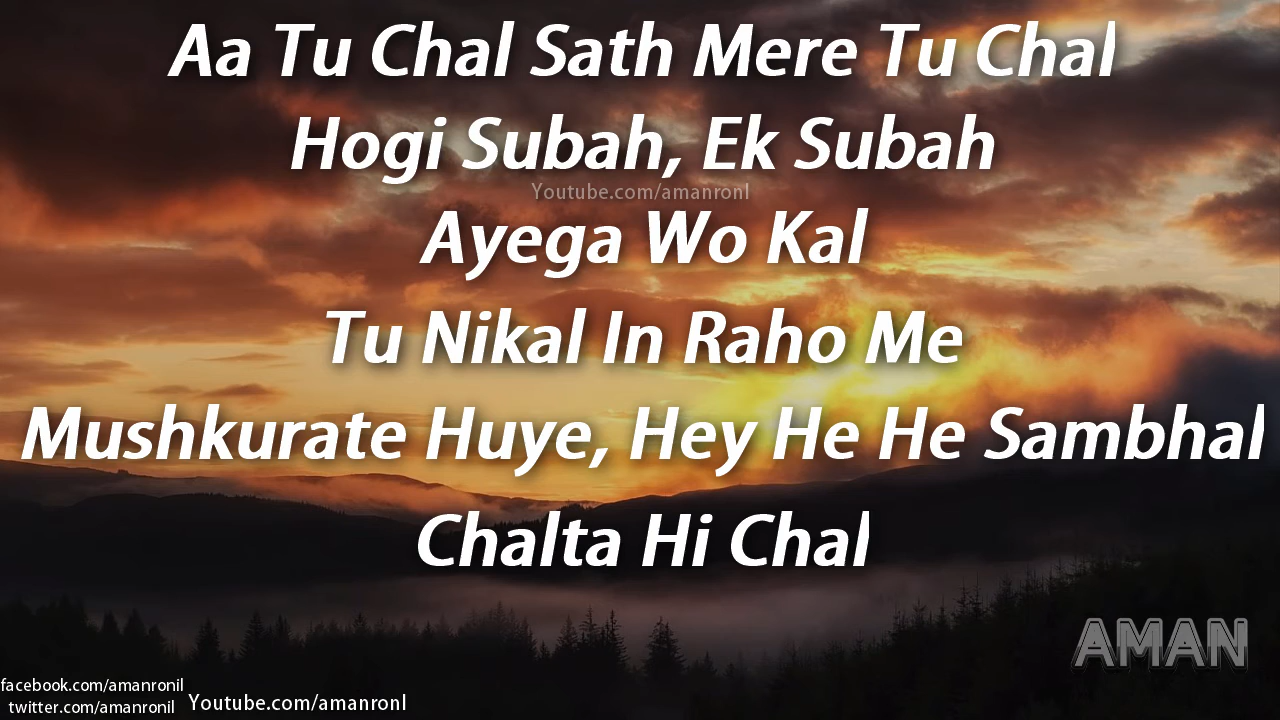 Aa Tu Chal Sath Mere Tu Chal
Hogi Subah, Ek Subah
Youtube.com/amanronl
Ayega Wo Kal
Tu Nikal In Raho Me
Mushkurate Huye, Hey He He Sambhal
Chalta Hi Chal
AMAN
facebook.com/amanronil
twitter.com/amanronil
Youtube.com/amanronl